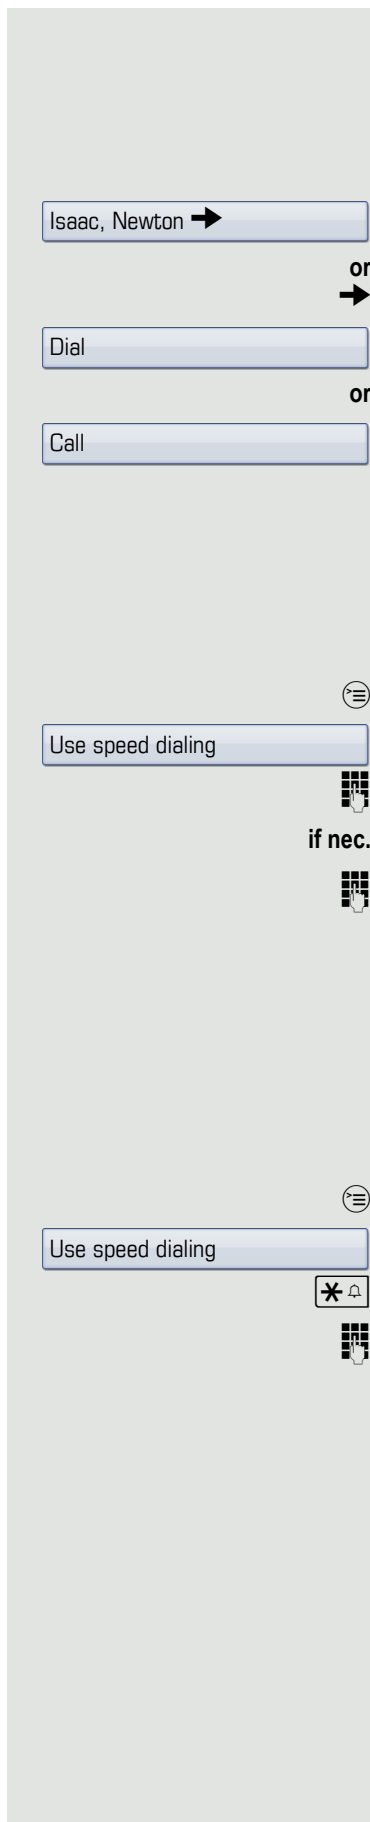 Isaac, Newton →
or
→
Dial
or
Call
Use speed dialing
if nec.
Use speed dialing
*